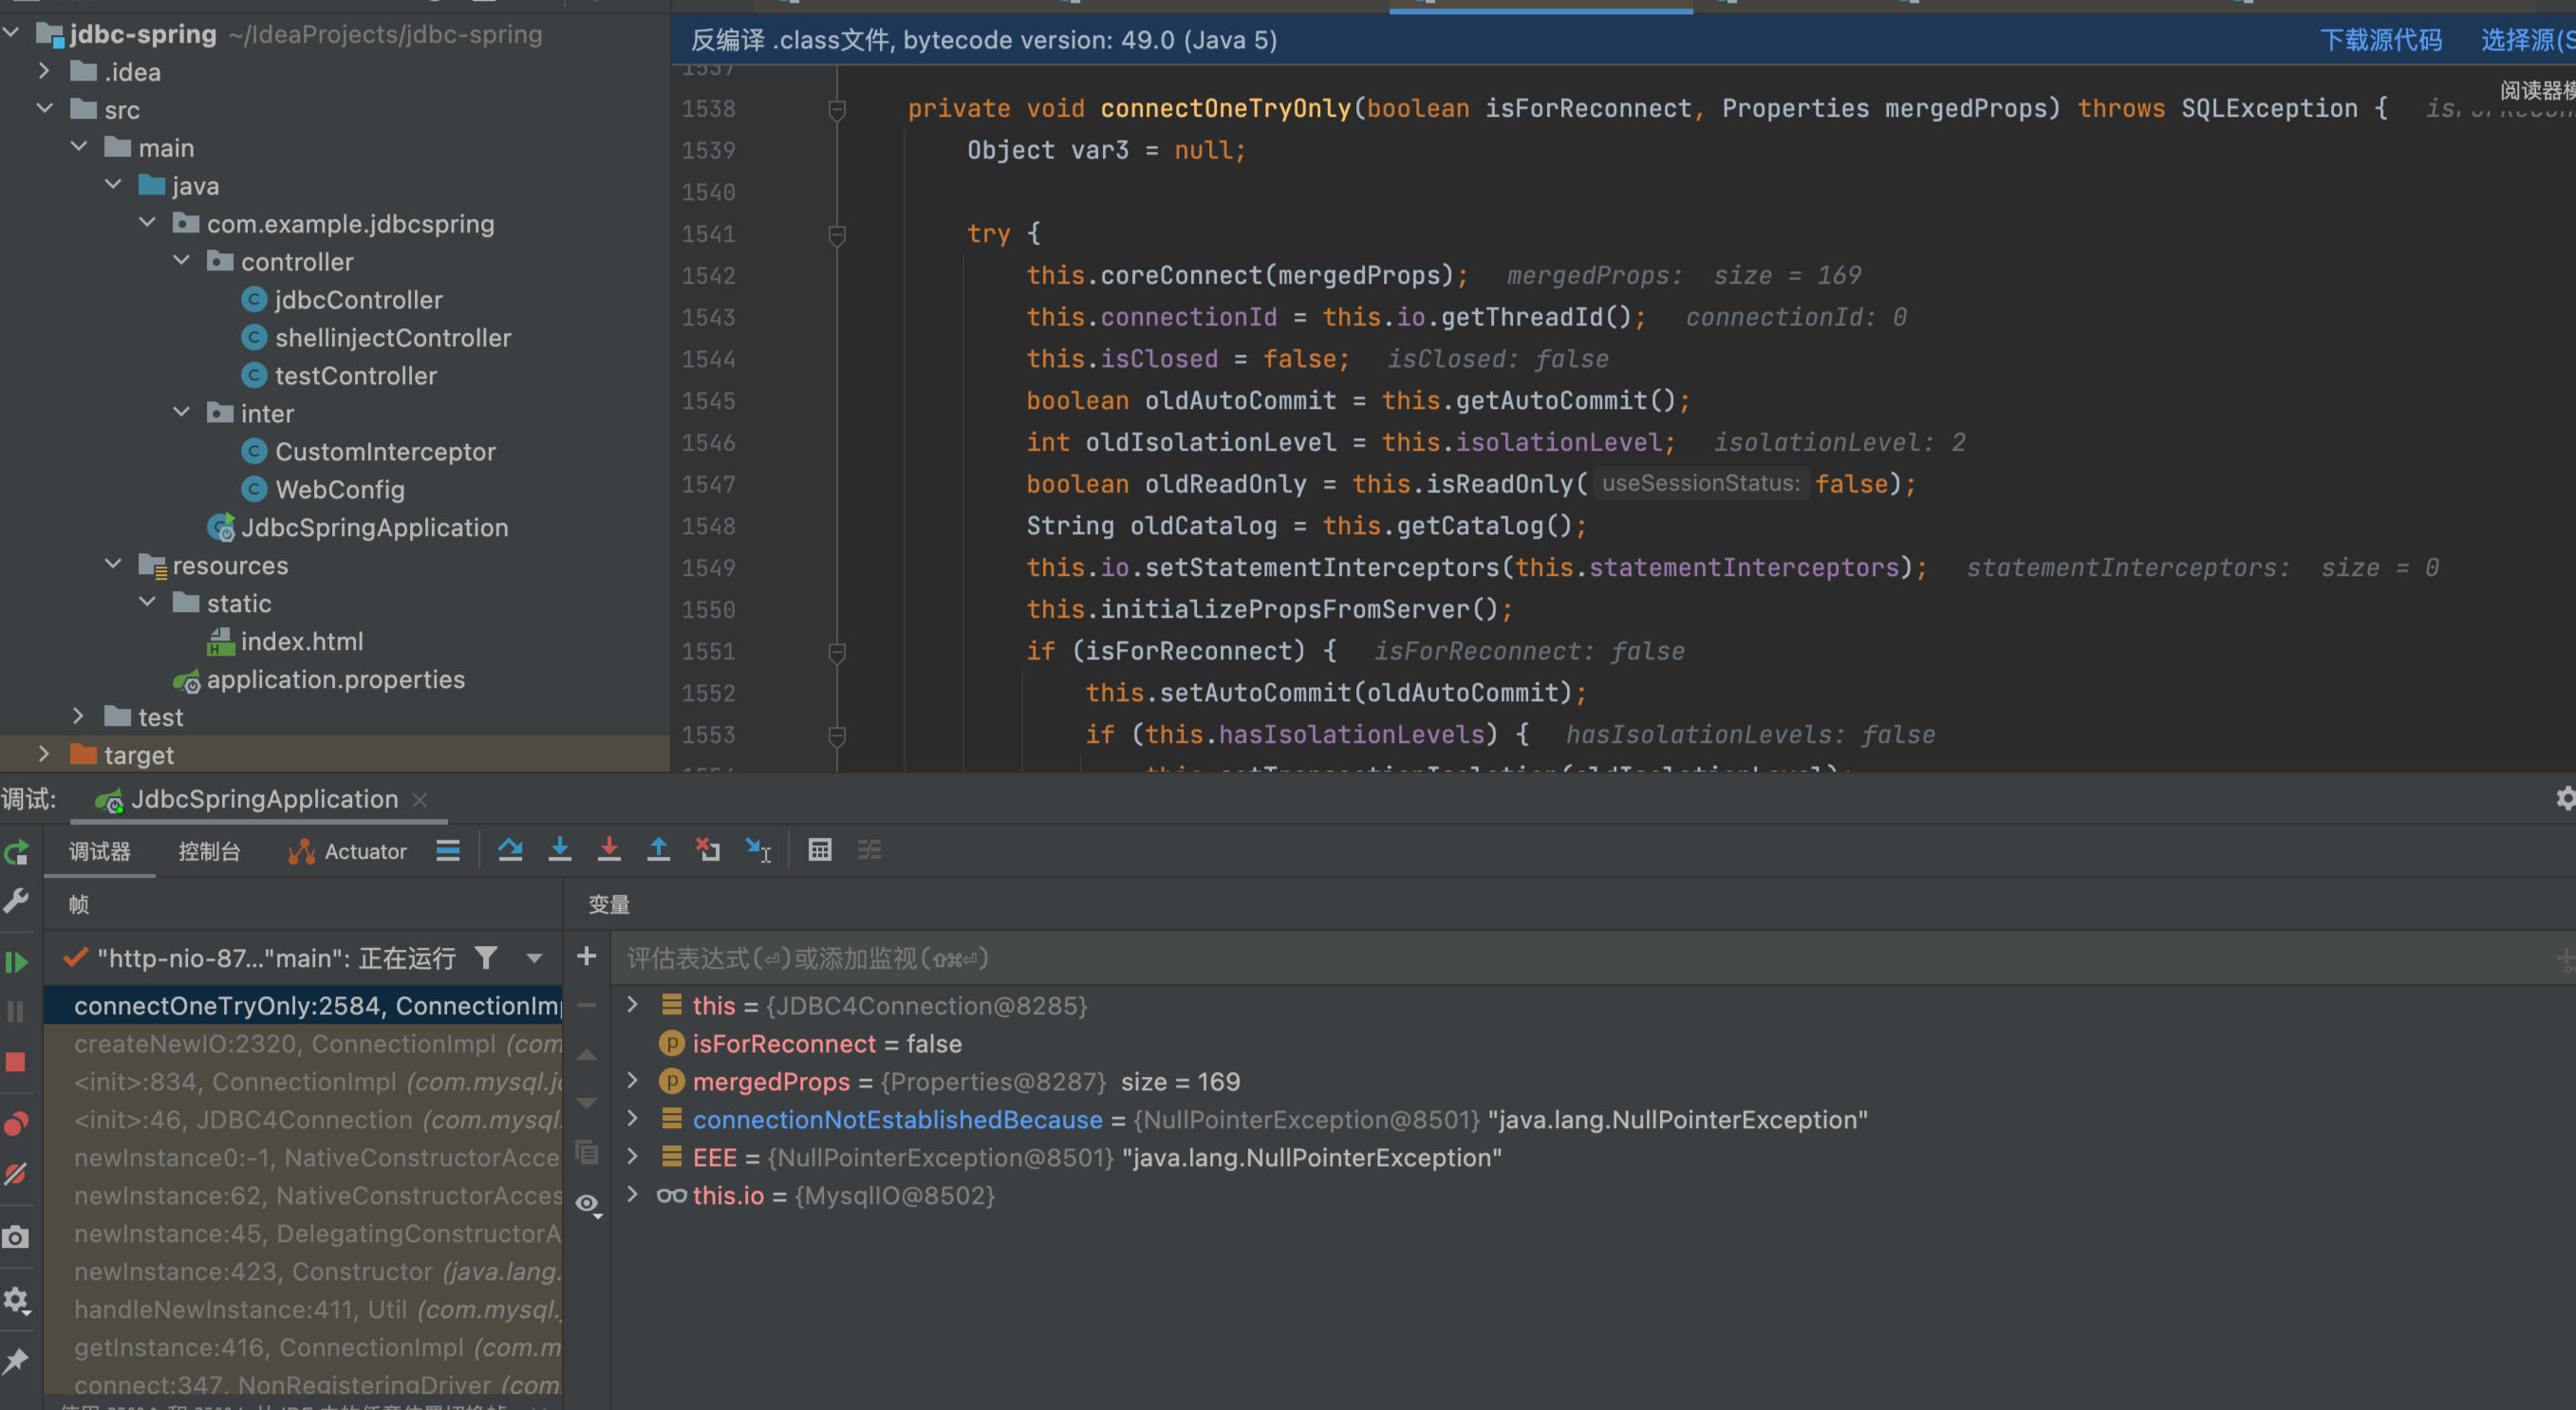 jdbc-spring ~/IdeaProjects/jdbc-spring
.idea
src
main
java
com.example.jdbcspring
controller
jdbcController
shellinjectController
testController
inter
CustomInterceptor
WebConfig
JdbcSpringApplication
resources
static
index.html
application.properties
test
target
反编译 .class文件, bytecode version: 49.0 (Java 5) 下载源代码 选择源(S
阅读器模
1537
1538 private void connectOneTryOnly(boolean isForReconnect, Properties mergedProps) throws SQLException {
1539 Object var3 = null;
1540
1541 try {
1542 this.coreConnect(mergedProps); mergedProps: size = 169
1543 this.connectionId = this.io.getThreadId(); connectionId: 0
1544 this.isClosed = false; isClosed: false
1545 boolean oldAutoCommit = this.getAutoCommit();
1546 int oldIsolationLevel = this.isolationLevel; isolationLevel: 2
1547 boolean oldReadOnly = this.isReadOnly( useSessionStatus: false);
1548 String oldCatalog = this.getCatalog();
1549 this.io.setStatementInterceptors(this.statementInterceptors); statementInterceptors: size = 0
1550 this.initializePropsFromServer();
1551 if (isForReconnect) { isForReconnect: false
1552 this.setAutoCommit(oldAutoCommit);
1553 if (this.hasIsolationLevels) { hasIsolationLevels: false
调试: JdbcSpringApplication
调试器 控制台 Actuator
帧 变量
"http-nio-87..."main": 正在运行
评估表达式(⏎)或添加监视(⇧⌘⏎)
connectOneTryOnly:2584, ConnectionIm
createNewIO:2320, ConnectionImpl (com
<init>:834, ConnectionImpl (com.mysql.j
<init>:46, JDBC4Connection (com.mysql.
newInstance0:-1, NativeConstructorAcce
newInstance:62, NativeConstructorAcces
newInstance:45, DelegatingConstructorA
newInstance:423, Constructor (java.lang.
handleNewInstance:411, Util (com.mysql.
getInstance:416, ConnectionImpl (com.m
connect:347, NonRegisteringDriver (com
this = {JDBC4Connection@8285}
isForReconnect = false
mergedProps = {Properties@8287} size = 169
connectionNotEstablishedBecause = {NullPointerException@8501} "java.lang.NullPointerException"
EEE = {NullPointerException@8501} "java.lang.NullPointerException"
this.io = {MysqlIO@8502}